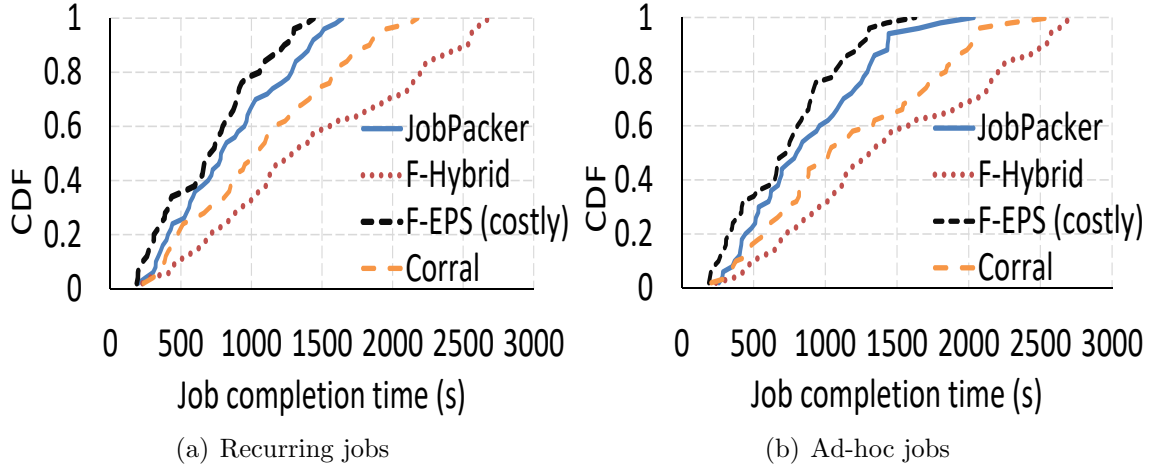 CDF
1
0.8
0.6
0.4
0.2
0
JobPacker
F-Hybrid
F-EPS (costly)
Corral
0 500 1000 1500 2000 2500 3000
Job completion time (s)
(a) Recurring jobs
CDF
1
0.8
0.6
0.4
0.2
0
JobPacker
F-Hybrid
F-EPS (costly)
Corral
0 500 1000 1500 2000 2500 3000
Job completion time (s)
(b) Ad-hoc jobs